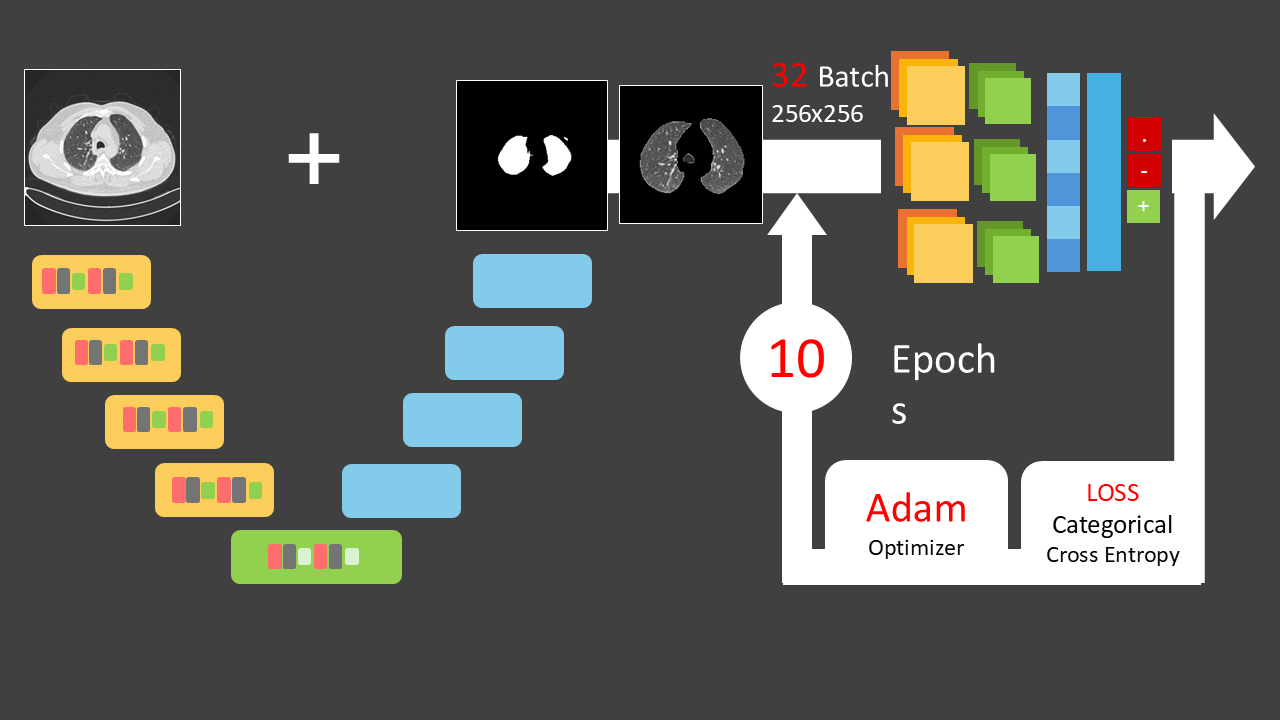 32 Batch
256x256
.
-
+
10
Epoch
s
Adam
Optimizer
LOSS
Categorical
Cross Entropy